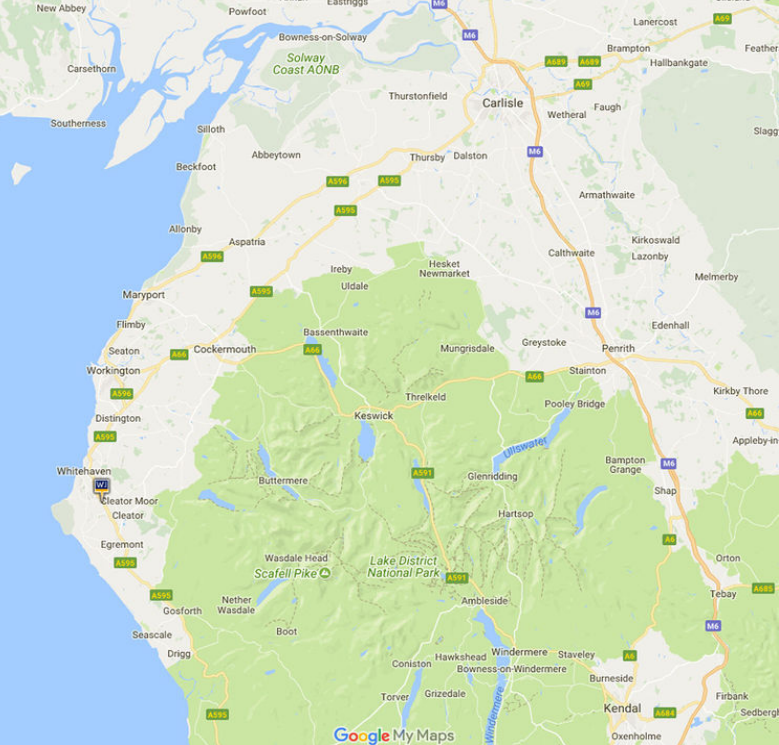 New Abbey
Powfoot
Eastriggs
M6
Lanercost
A69
Bowness-on-Solway
M6
Brampton
Feather
Solway
Coast AONB
A689
A689
Hallbankgate
Carsethorn
A69
Thurstonfield
Carlisle
Faugh
Wetheral
Southerness
Silloth
Slagg
Abbeytown
Thursby
Dalston
M6
Beckfoot
A596
A595
Armathwaite
A595
Allonby
Aspatria
Kirkoswald
A596
Calthwaite
Lazonby
Ireby
Hesket
Newmarket
Melmerby
Uldale
A595
Maryport
M6
Flimby
Bassenthwaite
Edenhall
Greystoke
Seaton
A66
Cockermouth
A66
Mungrisdale
Penrith
Workington
Stainton
A66
A596
Threlkeld
Kirkby Thore
Pooley Bridge
Distington
Keswick
A66
A595
Appleby-in
Ullswater
Whitehaven
Bampton
Grange
M6
A591
Glenridding
WJ
Buttermere
Shap
Cleator Moor
Cleator
Hartsop
A6
Egremont
Wasdale Head
Lake District
National Park
Orton
A595
Scafell Pike
A591
A685
A595
Nether
Wasdale
Ambleside
Tebay
Gosforth
M6
Seascale
Boot
Drigg
Windermere
Staveley
A6
Hawkshead
Coniston
Bowness-on-Windermere
Burneside
Torver
Grizedale
Firbank
Windermere
Kendal
A684
A595
Sedbergh
Google My Maps
Oxenholme